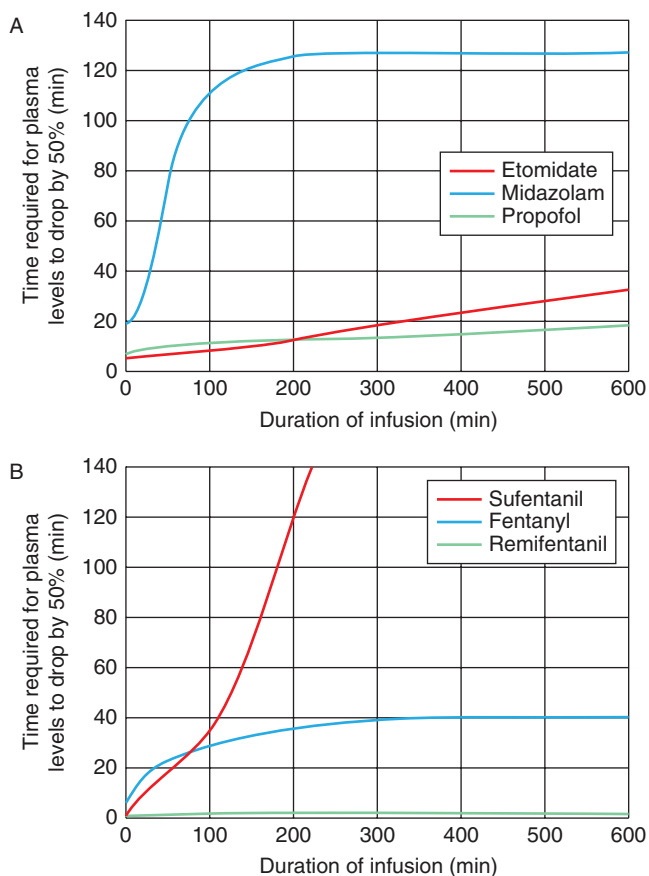 A
140
120
100
80
60
40
20
0
Time required for plasma
levels to drop by 50% (min)
Etomidate
Midazolam
Propofol
0 100 200 300 400 500 600
Duration of infusion (min)
B
140
120
100
80
60
40
20
0
Time required for plasma
levels to drop by 50% (min)
Sufentanil
Fentanyl
Remifentanil
0 100 200 300 400 500 600
Duration of infusion (min)